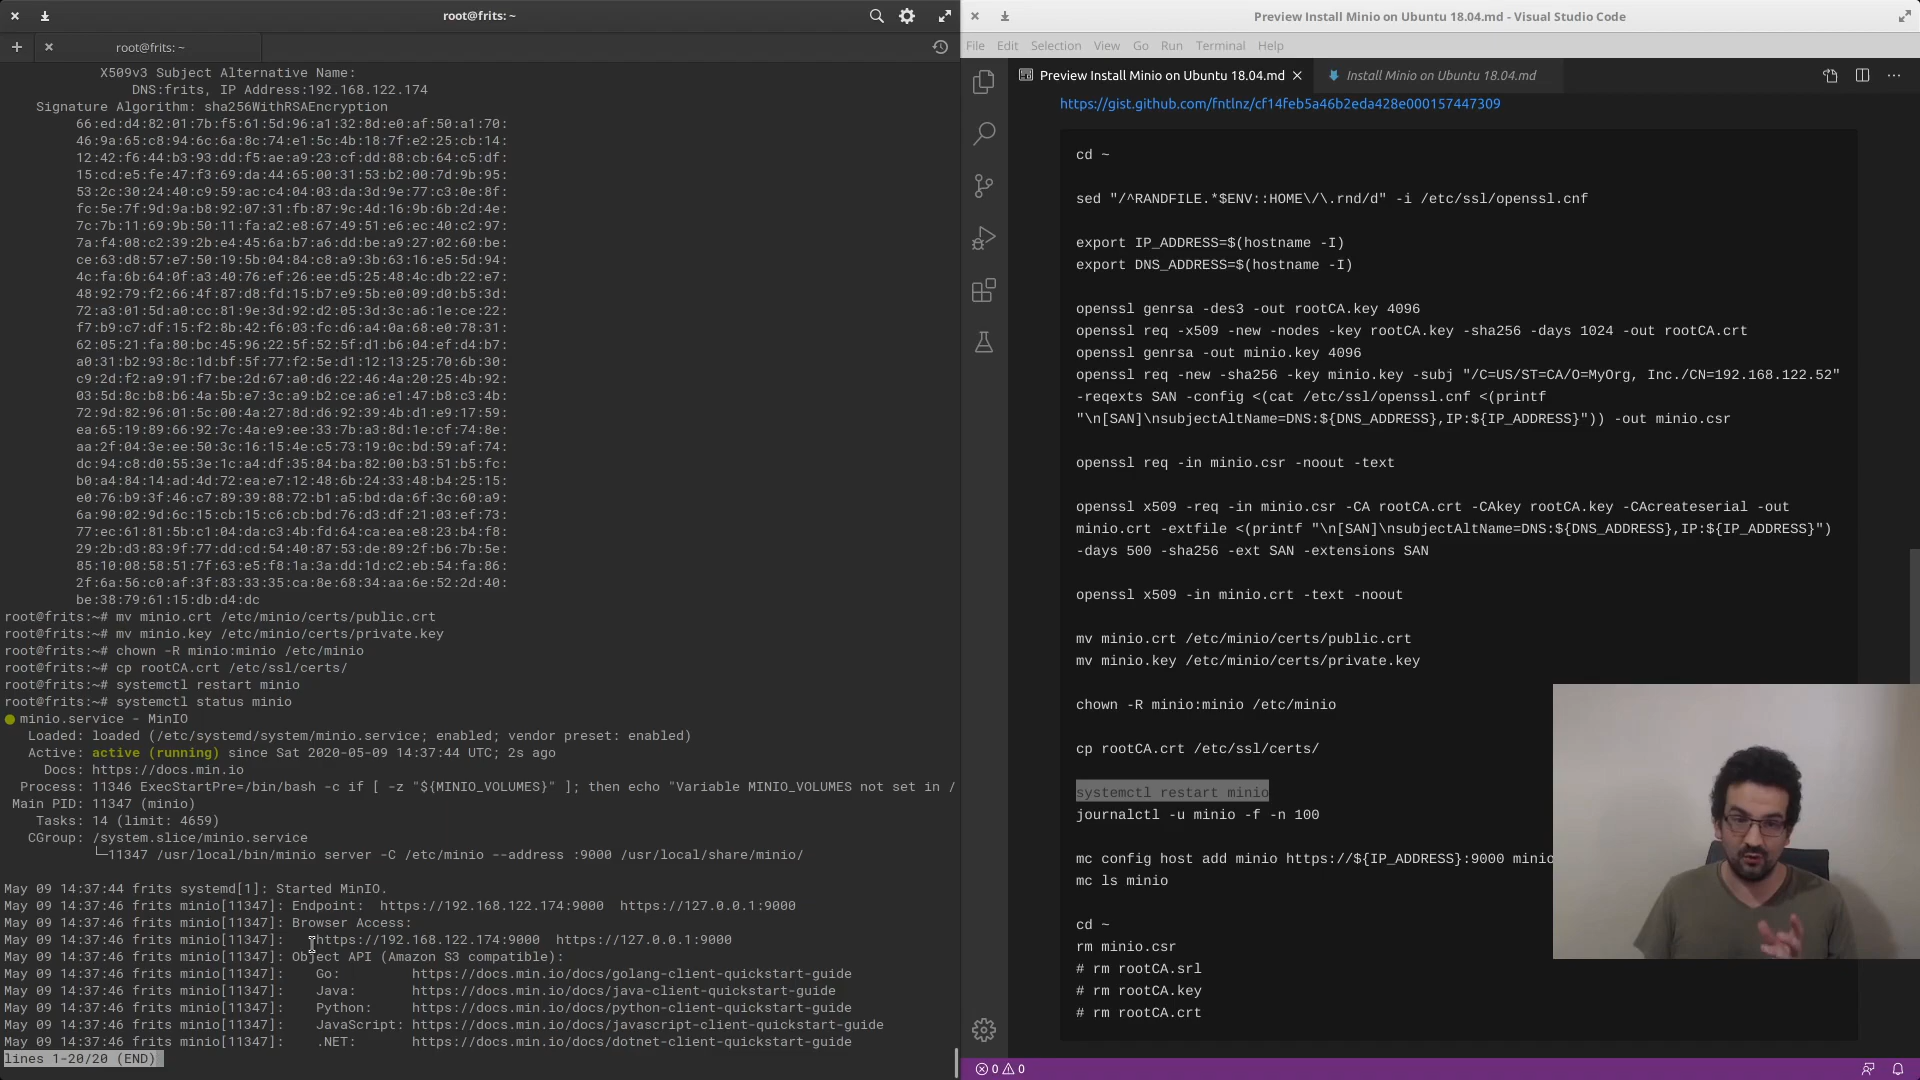 root@frits: ~
root@frits: ~
X509v3 Subject Alternative Name:
DNS:frits, IP Address:192.168.122.174
Signature Algorithm: sha256WithRSAEncryption
66:ed:d4:82:01:7b:f5:61:5d:96:a1:32:8d:e0:af:50:a1:70:
46:9a:65:c8:94:6c:6a:8c:74:e1:5c:4b:18:7f:e2:25:cb:14:
12:42:f6:44:b3:93:dd:f5:ae:a9:23:cf:dd:88:cb:64:c5:df:
15:cd:e5:fe:47:f3:69:da:44:65:00:31:53:b2:00:7d:9b:95:
53:2c:30:24:40:c9:59:ac:c4:04:03:da:3d:9e:77:c3:0e:8f:
fc:5e:7f:9d:9a:b8:92:07:31:fb:87:9c:4d:16:9b:6b:2d:4e:
7c:7b:11:69:9b:50:11:fa:a2:e8:67:49:51:e6:ec:40:c2:97:
7a:f4:08:c2:39:2b:e4:45:6a:b7:a6:dd:be:a9:27:02:60:be:
ce:63:d8:57:e7:50:19:5b:04:84:c8:a9:3b:63:16:e5:5d:94:
4c:fa:6b:64:0f:a3:40:76:ef:26:ee:d5:25:48:4c:db:22:e7:
48:92:79:f2:66:4f:87:d8:fd:15:b7:e9:5b:e0:09:d0:b5:3d:
72:a3:01:5d:a0:cc:81:9e:3d:92:d2:05:3d:3c:a6:1e:ce:22:
f7:b9:c7:df:15:f2:8b:42:f6:03:fc:d6:a4:0a:68:e0:78:31:
62:05:21:fa:80:bc:45:96:22:5f:52:5f:d1:b6:04:ef:d4:b7:
a0:31:b2:93:8c:1d:bf:5f:77:f2:5e:d1:12:13:25:70:6b:30:
c9:2d:f2:a9:91:f7:be:2d:67:a0:d6:22:46:4a:20:25:4b:92:
03:5d:8c:b8:b6:4a:5b:e7:3c:a9:b2:ce:a6:e1:47:b8:c3:4b:
72:9d:82:96:01:5c:00:4a:27:8d:d6:92:39:4b:d1:e9:17:59:
ea:65:19:89:66:92:7c:4a:e9:ee:33:7b:a3:8d:1e:cf:74:8e:
aa:2f:04:3e:ee:50:3c:16:15:4e:c5:73:19:0c:bd:59:af:74:
dc:94:c8:d0:55:3e:1c:a4:df:35:84:ba:82:00:b3:51:b5:fc:
b0:a4:84:14:ad:4d:72:ea:e7:12:48:6b:24:33:48:b4:25:15:
e0:76:b9:3f:46:c7:89:39:88:72:b1:a5:bd:da:6f:3c:60:a9:
6a:90:02:9d:6c:15:cb:15:c6:cb:bd:76:d3:df:21:03:ef:73:
77:ec:61:81:5b:c1:04:da:c3:4b:fd:64:ca:ea:e8:23:b4:f8:
29:2b:d3:83:9f:77:dd:cd:54:40:87:53:de:89:2f:b6:7b:5e:
85:10:08:58:51:7f:63:e5:f8:1a:3a:dd:1d:c2:eb:54:fa:86:
2f:6a:56:c0:af:3f:83:33:35:ca:8e:68:34:aa:6e:52:2d:40:
be:38:79:61:15:db:d4:dc
root@frits:~# mv minio.crt /etc/minio/certs/public.crt
root@frits:~# mv minio.key /etc/minio/certs/private.key
root@frits:~# chown -R minio:minio /etc/minio
root@frits:~# cp rootCA.crt /etc/ssl/certs/
root@frits:~# systemctl restart minio
root@frits:~# systemctl status minio
● minio.service - MinIO
Loaded: loaded (/etc/systemd/system/minio.service; enabled; vendor preset: enabled)
Active: active (running) since Sat 2020-05-09 14:37:44 UTC; 2s ago
Docs: https://docs.min.io
Process: 11346 ExecStartPre=/bin/bash -c if [ -z "${MINIO_VOLUMES}" ]; then echo "Variable MINIO_VOLUMES not set in /
Main PID: 11347 (minio)
Tasks: 14 (limit: 4659)
CGroup: /system.slice/minio.service
└─11347 /usr/local/bin/minio server -C /etc/minio --address :9000 /usr/local/share/minio/
May 09 14:37:44 frits systemd[1]: Started MinIO.
May 09 14:37:46 frits minio[11347]: Endpoint:  https://192.168.122.174:9000  https://127.0.0.1:9000
May 09 14:37:46 frits minio[11347]: Browser Access:
May 09 14:37:46 frits minio[11347]:    https://192.168.122.174:9000  https://127.0.0.1:9000
May 09 14:37:46 frits minio[11347]: Object API (Amazon S3 compatible):
May 09 14:37:46 frits minio[11347]:    Go:         https://docs.min.io/docs/golang-client-quickstart-guide
May 09 14:37:46 frits minio[11347]:    Java:       https://docs.min.io/docs/java-client-quickstart-guide
May 09 14:37:46 frits minio[11347]:    Python:     https://docs.min.io/docs/python-client-quickstart-guide
May 09 14:37:46 frits minio[11347]:    JavaScript: https://docs.min.io/docs/javascript-client-quickstart-guide
May 09 14:37:46 frits minio[11347]:    .NET:       https://docs.min.io/docs/dotnet-client-quickstart-guide
lines 1-20/20 (END)
Preview Install Minio on Ubuntu 18.04.md - Visual Studio Code
File Edit Selection View Go Run Terminal Help
Preview Install Minio on Ubuntu 18.04.md
Install Minio on Ubuntu 18.04.md
https://gist.github.com/fntlnz/cf14feb5a46b2eda428e000157447309
cd ~
sed "/^RANDFILE.*$ENV::HOME\/\.rnd/d" -i /etc/ssl/openssl.cnf
export IP_ADDRESS=$(hostname -I)
export DNS_ADDRESS=$(hostname -I)
openssl genrsa -des3 -out rootCA.key 4096
openssl req -x509 -new -nodes -key rootCA.key -sha256 -days 1024 -out rootCA.crt
openssl genrsa -out minio.key 4096
openssl req -new -sha256 -key minio.key -subj "/C=US/ST=CA/O=MyOrg, Inc./CN=192.168.122.52"
-reqexts SAN -config <(cat /etc/ssl/openssl.cnf <(printf
"\n[SAN]\nsubjectAltName=DNS:${DNS_ADDRESS},IP:${IP_ADDRESS}")) -out minio.csr
openssl req -in minio.csr -noout -text
openssl x509 -req -in minio.csr -CA rootCA.crt -CAkey rootCA.key -CAcreateserial -out
minio.crt -extfile <(printf "\n[SAN]\nsubjectAltName=DNS:${DNS_ADDRESS},IP:${IP_ADDRESS}")
-days 500 -sha256 -ext SAN -extensions SAN
openssl x509 -in minio.crt -text -noout
mv minio.crt /etc/minio/certs/public.crt
mv minio.key /etc/minio/certs/private.key
chown -R minio:minio /etc/minio
cp rootCA.crt /etc/ssl/certs/
systemctl restart minio
journalctl -u minio -f -n 100
mc config host add minio https://${IP_ADDRESS}:9000 minio
mc ls minio
cd ~
rm minio.csr
# rm rootCA.srl
# rm rootCA.key
# rm rootCA.crt
0 0